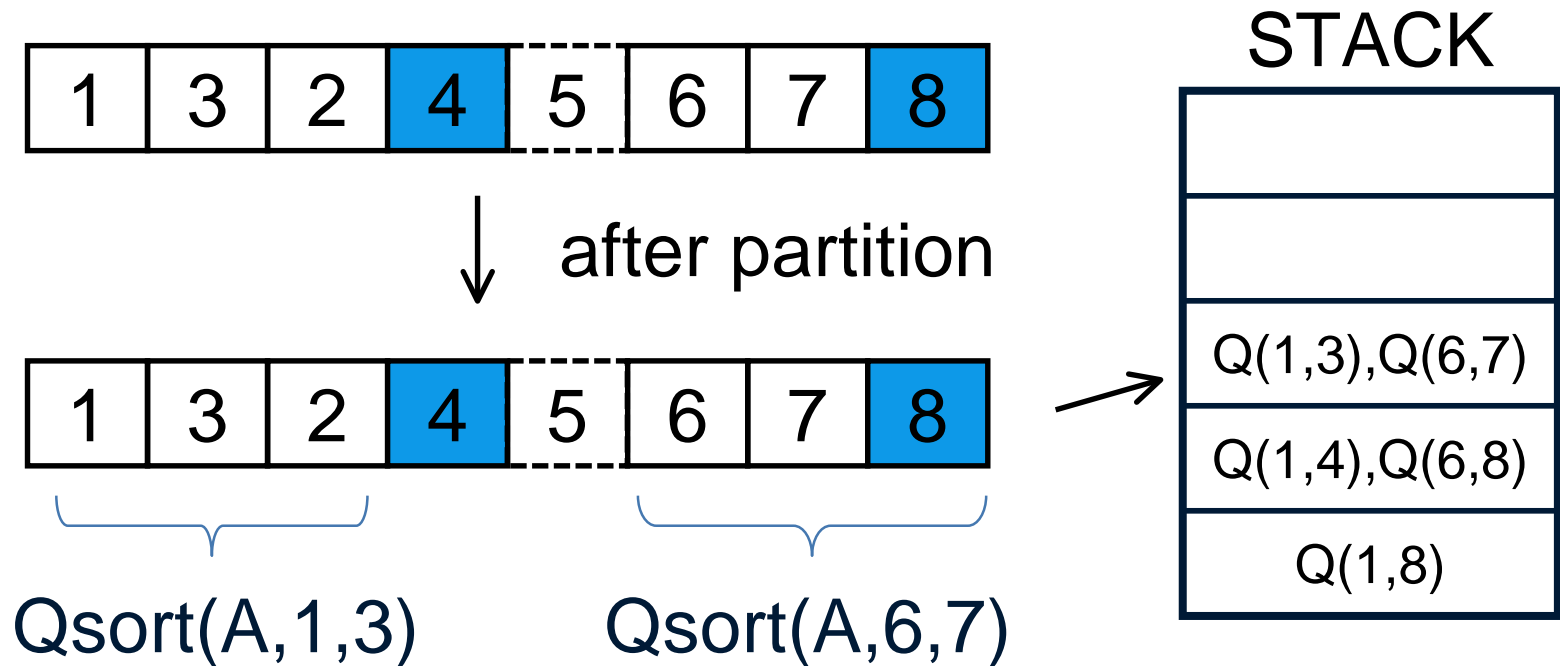 1 3 2 4 5 6 7 8
after partition
1 3 2 4 5 6 7 8
Qsort(A,1,3)
Qsort(A,6,7)
STACK
Q(1,3),Q(6,7)
Q(1,4),Q(6,8)
Q(1,8)